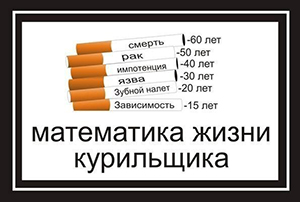 смерть -60 лет
рак -50 лет
импотенция -40 лет
язва -30 лет
Зубной налет -20 лет
Зависимость -15 лет
математика жизни
курильщика